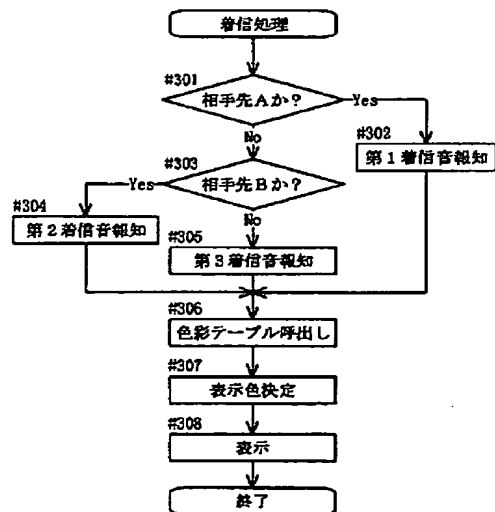 着信処理
#301
相手先Aか?
Yes
No
#302
第1着信音報知
#303
相手先Bか?
Yes
No
#304
第2着信音報知
#305
第3着信音報知
#306
色彩テーブル呼出し
#307
表示色決定
#308
表示
終了